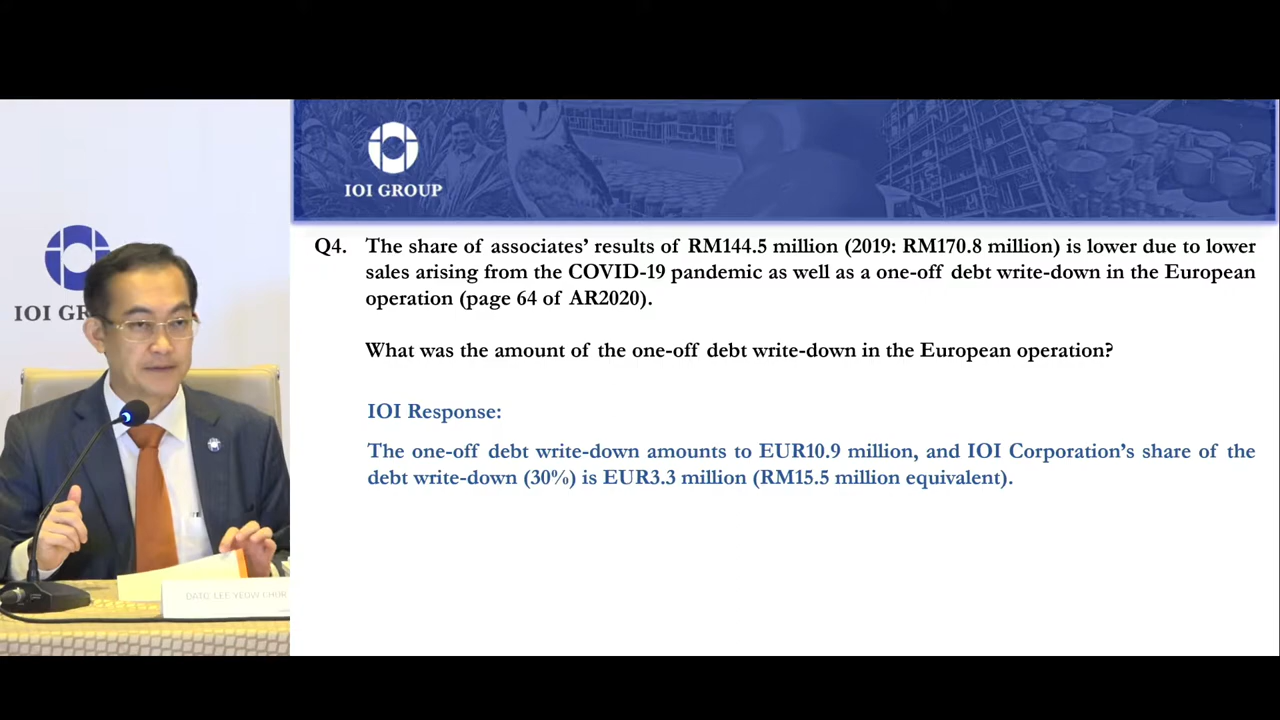 IOI GROUP
Q4. The share of associates' results of RM144.5 million (2019: RM170.8 million) is lower due to lower
sales arising from the COVID-19 pandemic as well as a one-off debt write-down in the European
operation (page 64 of AR2020).
What was the amount of the one-off debt write-down in the European operation?
IOI Response:
The one-off debt write-down amounts to EUR10.9 million, and IOI Corporation's share of the
debt write-down (30%) is EUR3.3 million (RM15.5 million equivalent).
IOI GR
DATO' LEE YEOW CHOR